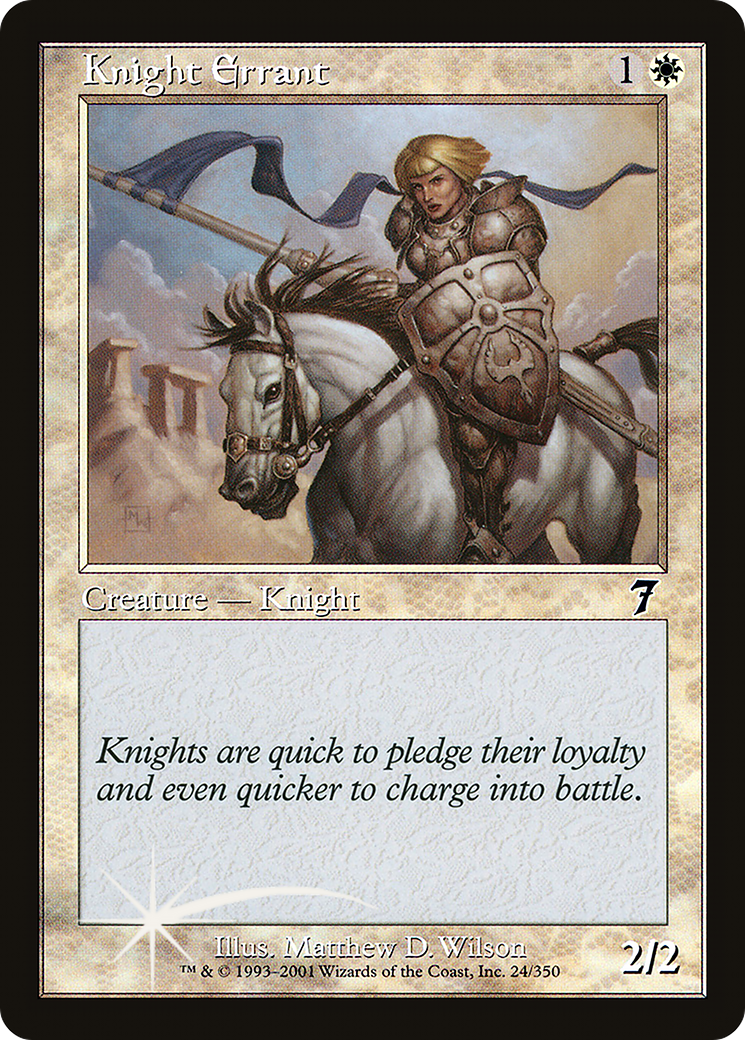 Knight Errant 1
MW
Creature — Knight 7
Knights are quick to pledge their loyalty
and even quicker to charge into battle.
Illus. Matthew D. Wilson
™ & © 1993–2001 Wizards of the Coast, Inc. 24/350
2/2